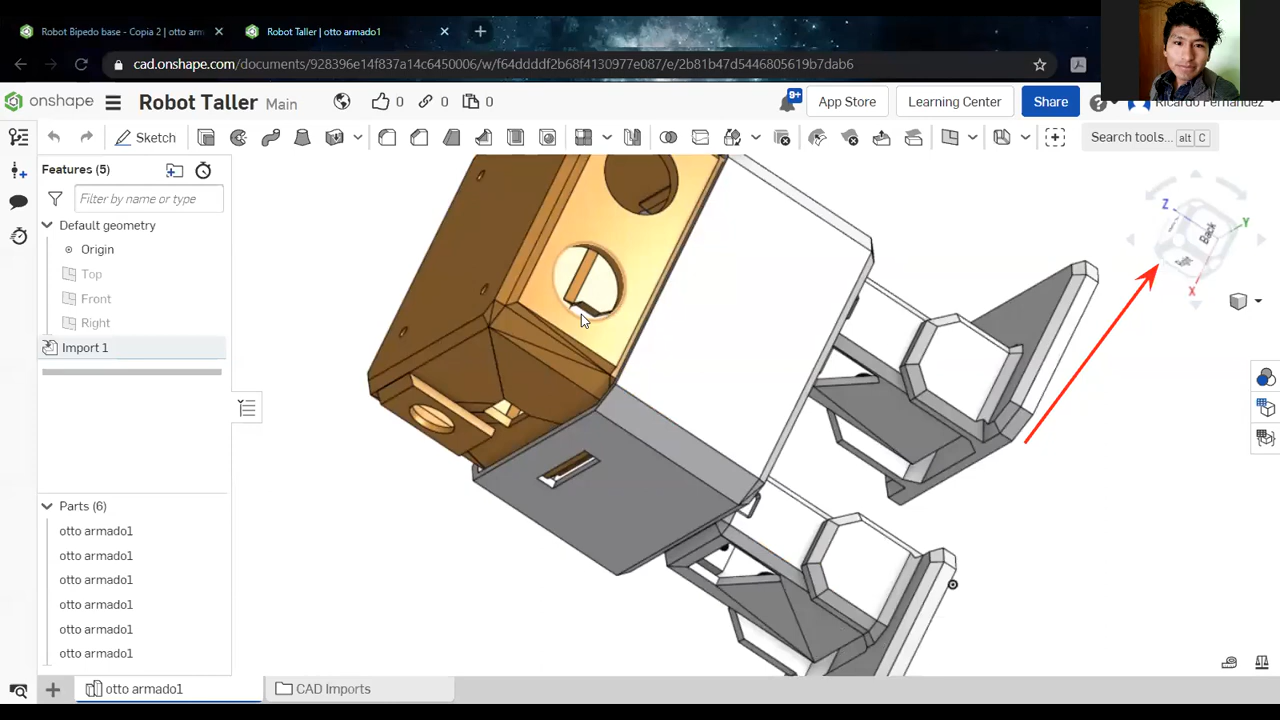 Robot Bipedo base - Copia 2 | otto arm
Robot Taller | otto armado1
cad.onshape.com/documents/928396e14f837a14c6450000/w/64ddddf2b68f4130977e087/e/2b81b47d5446805619b7dab6
onshape
Robot Taller Main
0
0
0
9+
App Store
Learning Center
Share
Ricardo Fernandez
Sketch
Search tools... alt C
Features (5)
Filter by name or type
Default geometry
Origin
Top
Front
Right
Import 1
Z
Back
Y
X
Parts (6)
otto armado1
otto armado1
otto armado1
otto armado1
otto armado1
otto armado1
otto armado1
CAD Imports